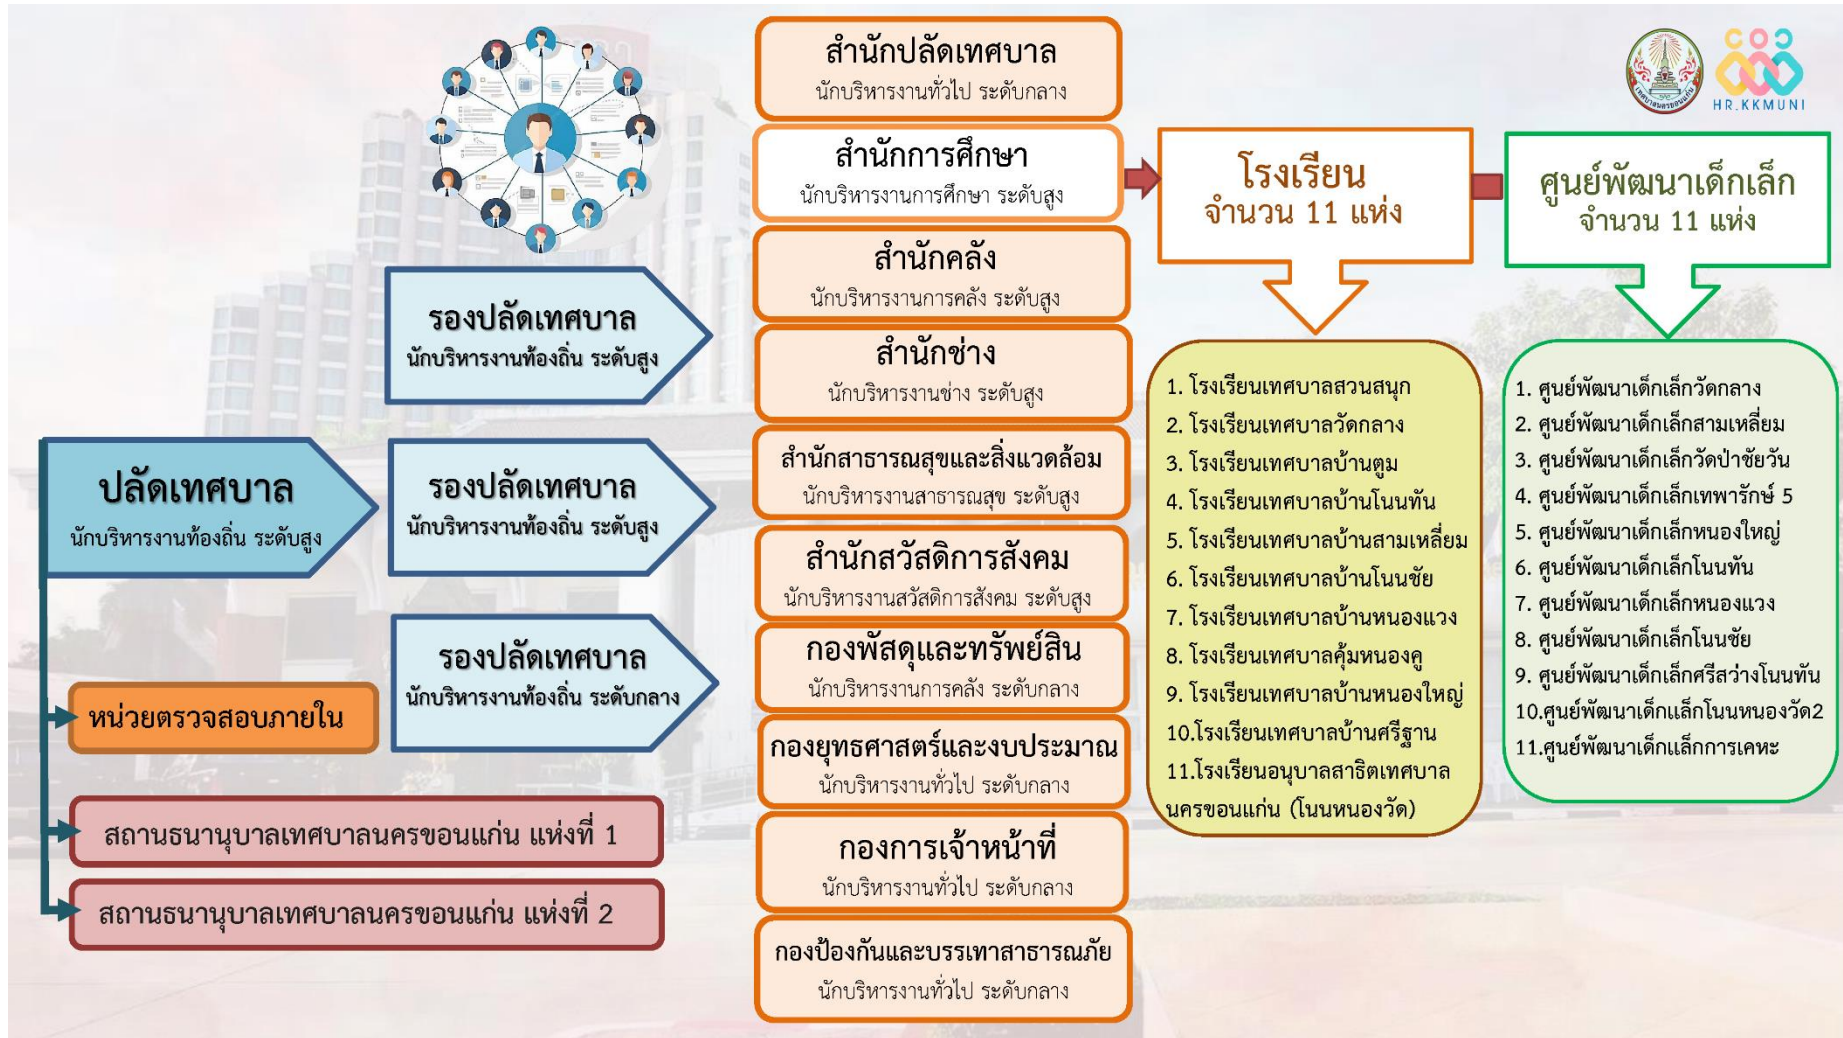 สำนักปลัดเทศบาล
นักบริหารงานทั่วไป ระดับกลาง
สำนักการศึกษา
นักบริหารงานการศึกษา ระดับสูง
สำนักคลัง
นักบริหารงานการคลัง ระดับสูง
สำนักช่าง
นักบริหารงานช่าง ระดับสูง
สำนักสาธารณสุขและสิ่งแวดล้อม
นักบริหารงานสาธารณสุข ระดับสูง
สำนักสวัสดิการสังคม
นักบริหารงานสวัสดิการสังคม ระดับสูง
กองพัสดุและทรัพย์สิน
นักบริหารงานการคลัง ระดับกลาง
กองยุทธศาสตร์และงบประมาณ
นักบริหารงานทั่วไป ระดับกลาง
กองการเจ้าหน้าที่
นักบริหารงานทั่วไป ระดับกลาง
กองป้องกันและบรรเทาสาธารณภัย
นักบริหารงานทั่วไป ระดับกลาง
ปลัดเทศบาล
นักบริหารงานท้องถิ่น ระดับสูง
รองปลัดเทศบาล
นักบริหารงานท้องถิ่น ระดับสูง
รองปลัดเทศบาล
นักบริหารงานท้องถิ่น ระดับสูง
รองปลัดเทศบาล
นักบริหารงานท้องถิ่น ระดับกลาง
หน่วยตรวจสอบภายใน
สถานธนานุบาลเทศบาลนครขอนแก่น แห่งที่ 1
สถานธนานุบาลเทศบาลนครขอนแก่น แห่งที่ 2
โรงเรียน
จำนวน 11 แห่ง
1. โรงเรียนเทศบาลสวนสนุก
2. โรงเรียนเทศบาลวัดกลาง
3. โรงเรียนเทศบาลบ้านตูม
4. โรงเรียนเทศบาลบ้านโนนทัน
5. โรงเรียนเทศบาลบ้านสามเหลี่ยม
6. โรงเรียนเทศบาลบ้านโนนชัย
7. โรงเรียนเทศบาลบ้านหนองแวง
8. โรงเรียนเทศบาลคุ้มหนองคู
9. โรงเรียนเทศบาลบ้านหนองใหญ่
10.โรงเรียนเทศบาลบ้านศรีฐาน
11.โรงเรียนอนุบาลสาธิตเทศบาล
นครขอนแก่น (โนนหนองวัด)
ศูนย์พัฒนาเด็กเล็ก
จำนวน 11 แห่ง
1. ศูนย์พัฒนาเด็กเล็กวัดกลาง
2. ศูนย์พัฒนาเด็กเล็กสามเหลี่ยม
3. ศูนย์พัฒนาเด็กเล็กวัดป่าชัยวัน
4. ศูนย์พัฒนาเด็กเล็กเทพารักษ์ 5
5. ศูนย์พัฒนาเด็กเล็กหนองใหญ่
6. ศูนย์พัฒนาเด็กเล็กโนนทัน
7. ศูนย์พัฒนาเด็กเล็กหนองแวง
8. ศูนย์พัฒนาเด็กเล็กโนนชัย
9. ศูนย์พัฒนาเด็กเล็กศรีสว่างโนนทัน
10.ศูนย์พัฒนาเด็กแล็กโนนหนองวัด2
11.ศูนย์พัฒนาเด็กแล็กการเคหะ
เทศบาลนครขอนแก่น
HR.KKMUNI